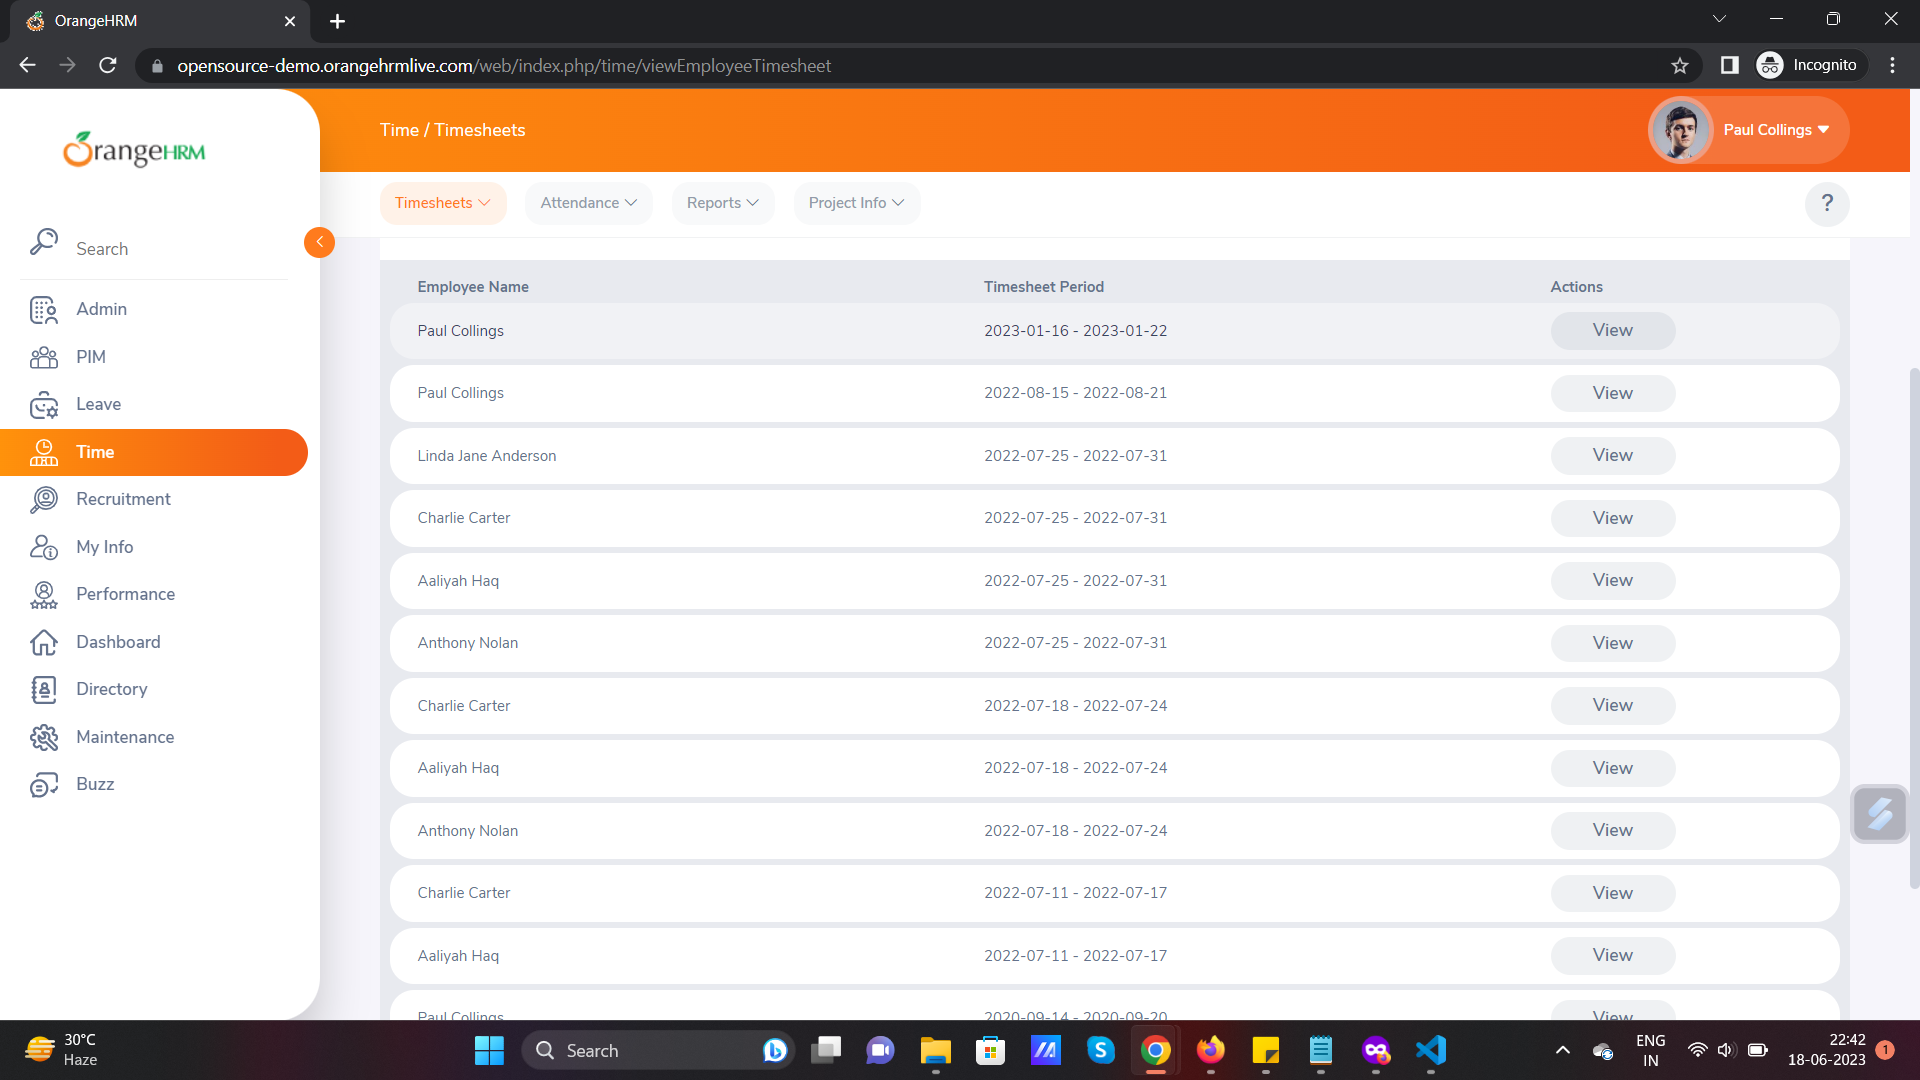 OrangeHRM
opensource-demo.orangehrmlive.com/web/index.php/time/viewEmployeeTimesheet
Incognito
OrangeHRM
Time / Timesheets
Paul Collings
Timesheets
Attendance
Reports
Project Info
?
Search
Admin
PIM
Leave
Time
Recruitment
My Info
Performance
Dashboard
Directory
Maintenance
Buzz
Employee Name Timesheet Period Actions
Paul Collings 2023-01-16 - 2023-01-22 View
Paul Collings 2022-08-15 - 2022-08-21 View
Linda Jane Anderson 2022-07-25 - 2022-07-31 View
Charlie Carter 2022-07-25 - 2022-07-31 View
Aaliyah Haq 2022-07-25 - 2022-07-31 View
Anthony Nolan 2022-07-25 - 2022-07-31 View
Charlie Carter 2022-07-18 - 2022-07-24 View
Aaliyah Haq 2022-07-18 - 2022-07-24 View
Anthony Nolan 2022-07-18 - 2022-07-24 View
Charlie Carter 2022-07-11 - 2022-07-17 View
Aaliyah Haq 2022-07-11 - 2022-07-17 View
Paul Collings 2020-09-14 - 2020-09-20 View
30°C
Haze
Search
ENG
IN
22:42
18-06-2023
1